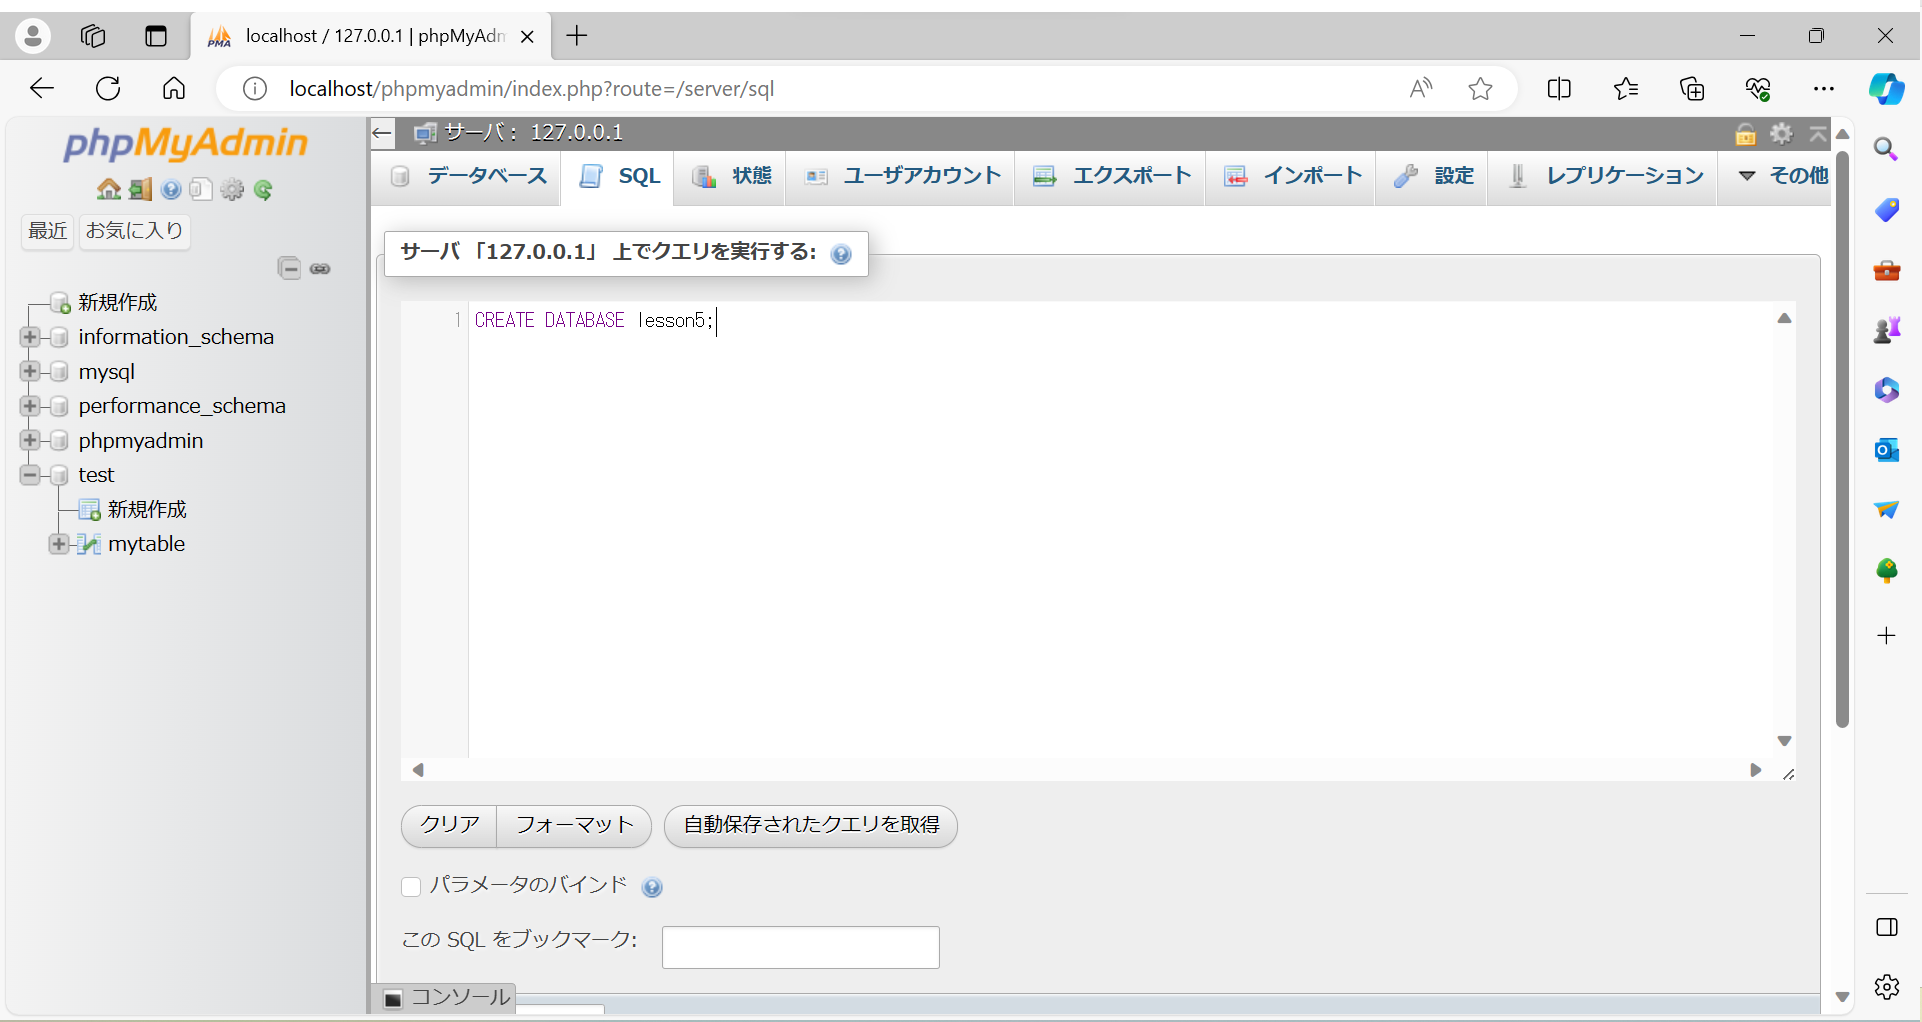 localhost / 127.0.0.1 | phpMyAdm
localhost/phpmyadmin/index.php?route=/server/sql
phpMyAdmin
最近
お気に入り
新規作成
information_schema
mysql
performance_schema
phpmyadmin
test
新規作成
mytable
サーバ： 127.0.0.1
データベース
SQL
状態
ユーザアカウント
エクスポート
インポート
設定
レプリケーション
その他
サーバ 「127.0.0.1」 上でクエリを実行する:
1 CREATE DATABASE lesson5;
クリア
フォーマット
自動保存されたクエリを取得
パラメータのバインド
この SQL をブックマーク:
コンソール